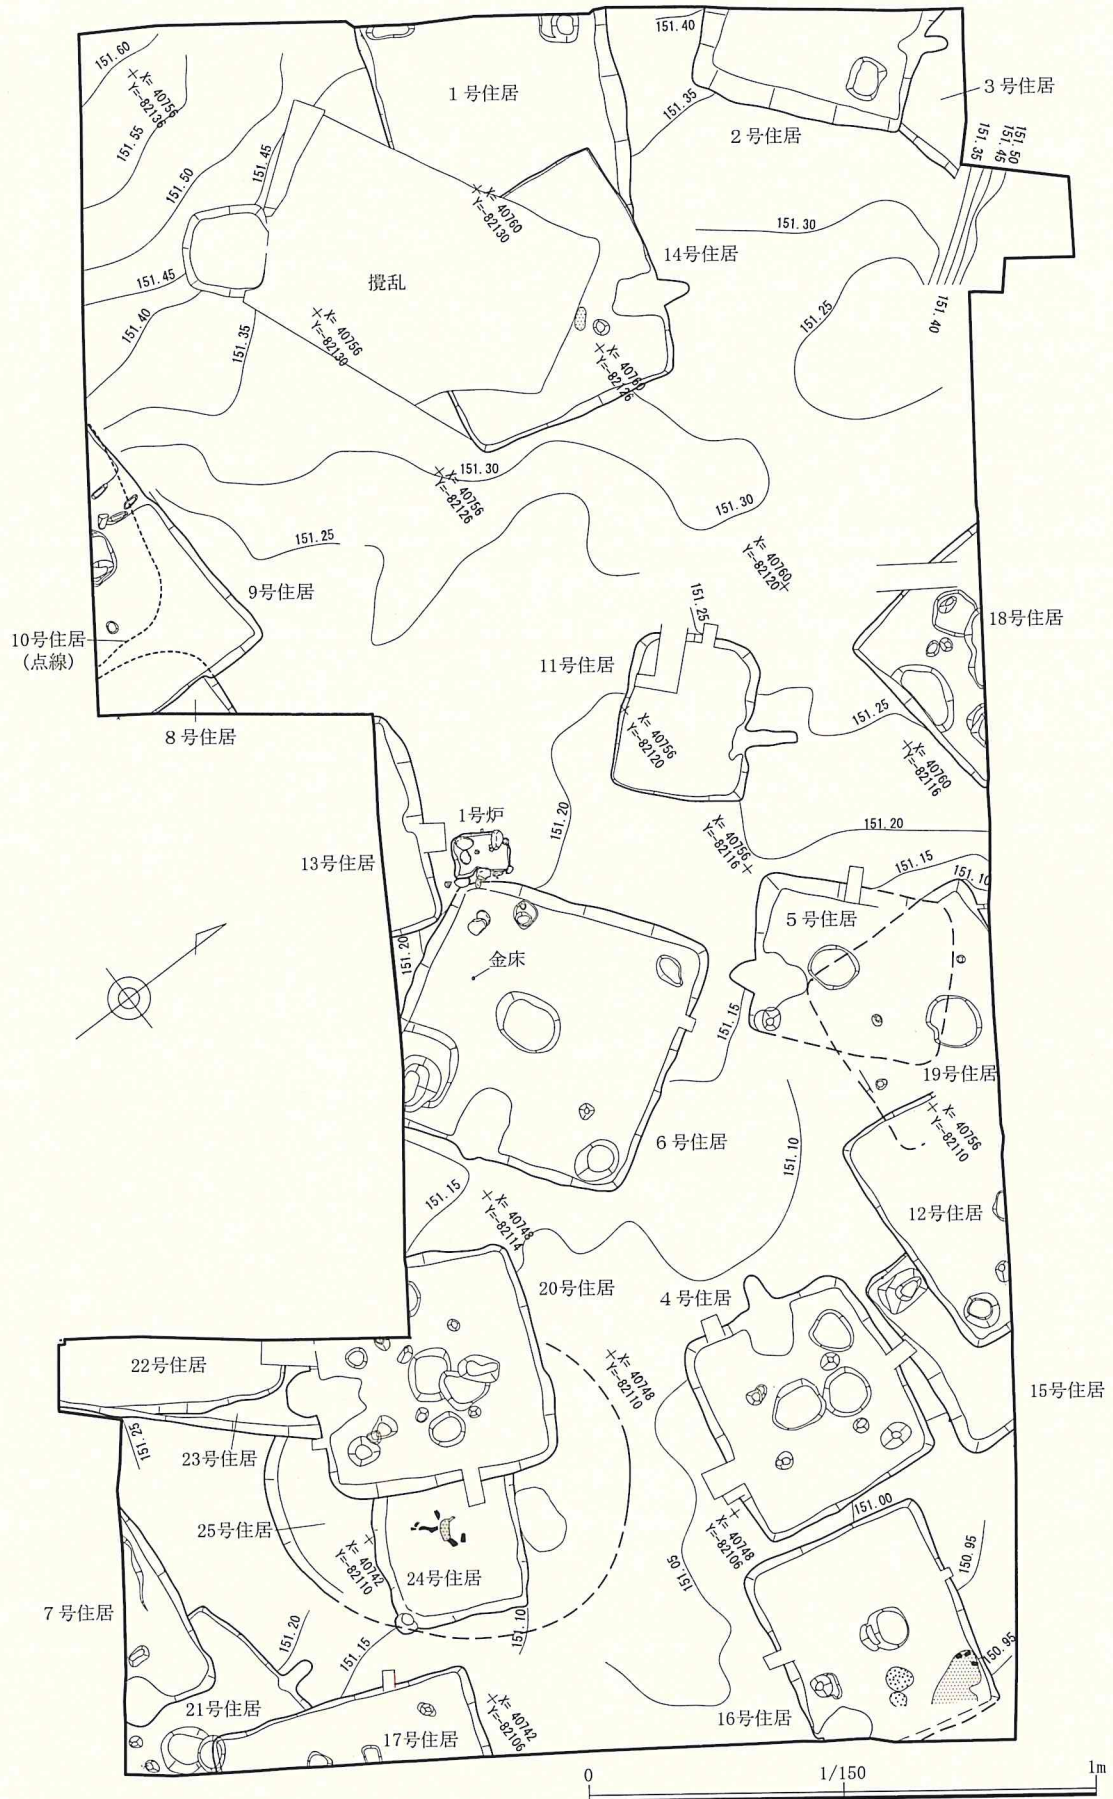 151.60
X= 40756
Y=-82136
151.55
151.50
151.45
151.45
151.40
151.35
1号住居
151.40
151.35
2号住居
3号住居
151.50
151.45
151.35
151.30
14号住居
X= 40760
Y=-82130
攪乱
X= 40756
Y=-82130
151.25
151.40
X= 40760
Y=-82126
151.30
X= 40756
Y=-82126
151.30
151.25
X= 40760
Y=-82120
9号住居
10号住居
(点線)
8号住居
151.25
11号住居
X= 40756
Y=-82120
18号住居
151.25
X= 40760
Y=-82116
151.20
X= 40756
Y=-82116
151.20
1号炉
13号住居
151.15
151.10
5号住居
151.20
金床
151.15
19号住居
X= 40756
Y=-82110
6号住居
151.10
151.15
X= 40748
Y=-82114
12号住居
20号住居
4号住居
22号住居
X= 40748
Y=-82110
15号住居
151.25
23号住居
25号住居
X= 40742
Y=-82110
24号住居
151.00
X= 40748
Y=-82106
151.05
150.95
7号住居
151.20
151.15
151.10
150.95
21号住居
17号住居
X= 40742
Y=-82106
16号住居
0
1/150
1m